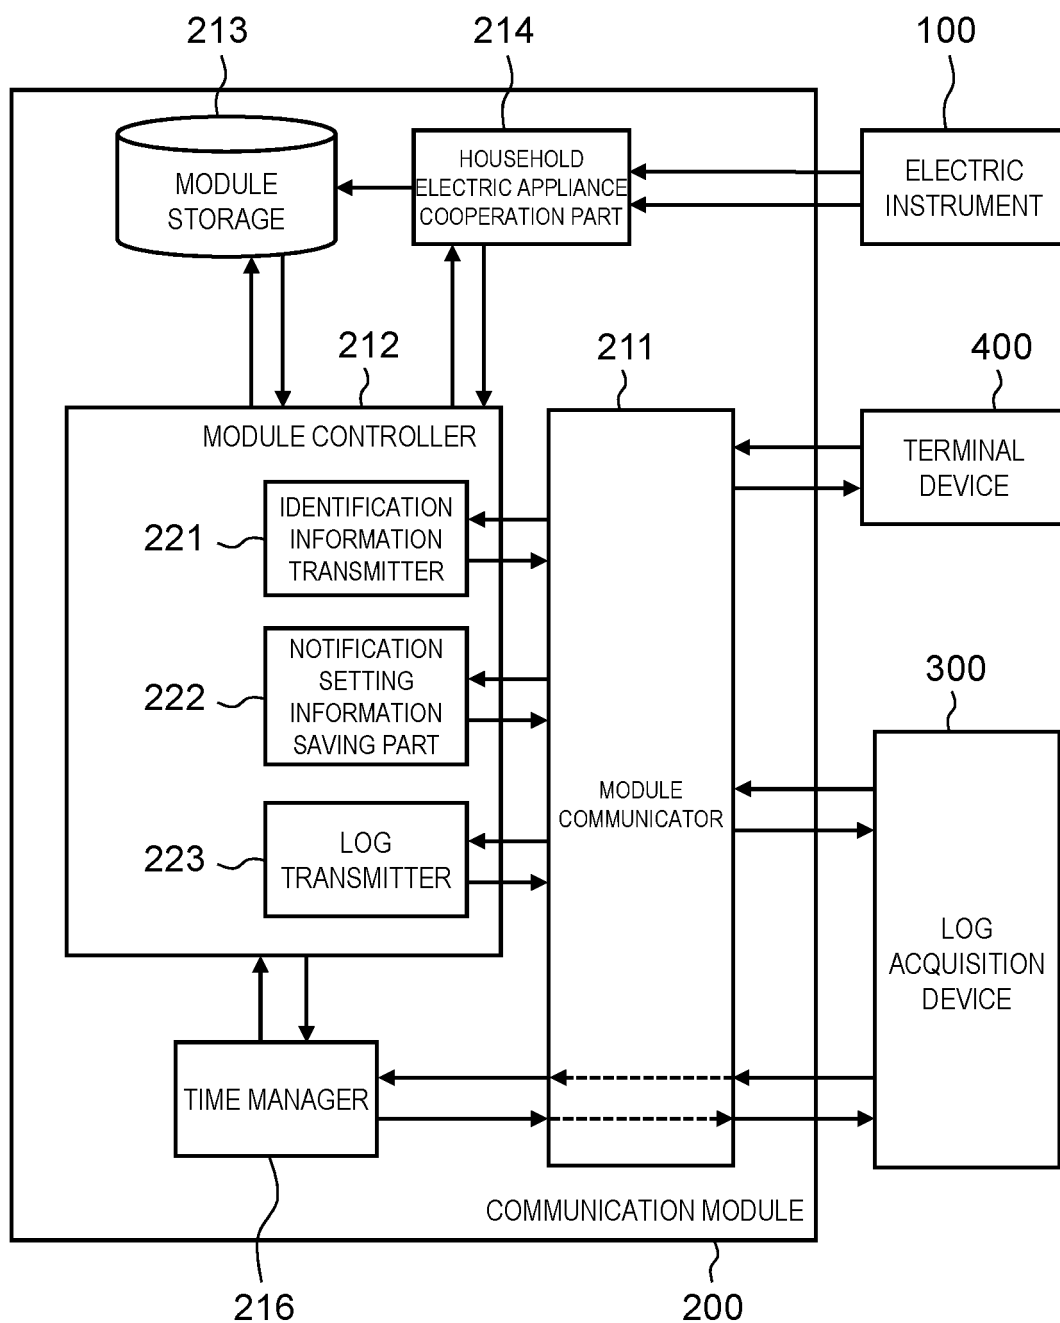 213
214
100
MODULE
STORAGE
HOUSEHOLD
ELECTRIC APPLIANCE
COOPERATION PART
ELECTRIC
INSTRUMENT
212
211
400
MODULE CONTROLLER
TERMINAL
DEVICE
221
IDENTIFICATION
INFORMATION
TRANSMITTER
222
NOTIFICATION
SETTING
INFORMATION
SAVING PART
300
MODULE
COMMUNICATOR
223
LOG
TRANSMITTER
LOG
ACQUISITION
DEVICE
TIME MANAGER
COMMUNICATION MODULE
216
200